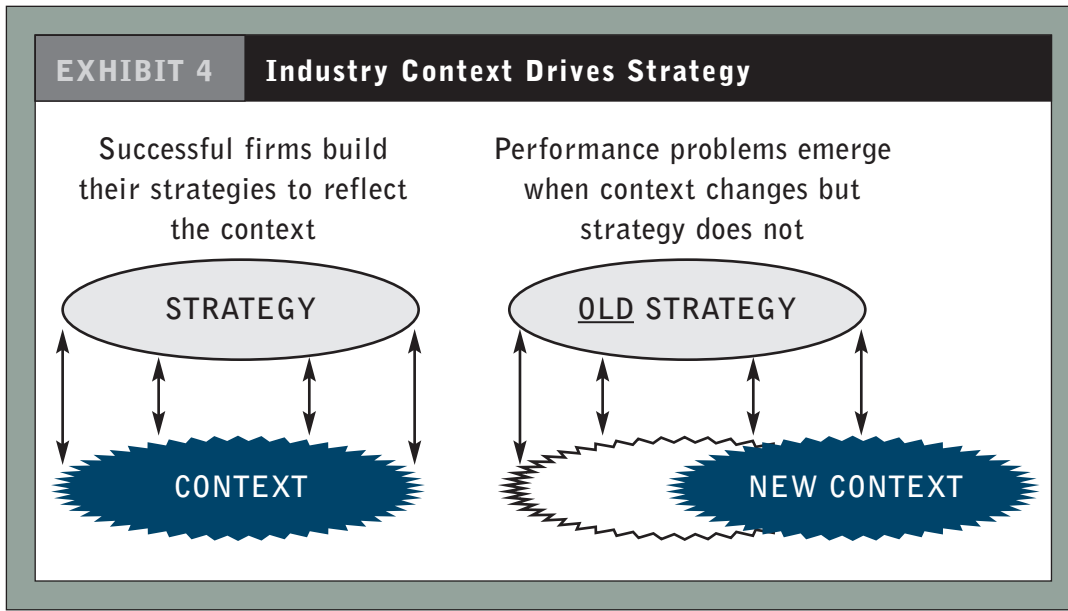 EXHIBIT 4
Industry Context Drives Strategy
Successful firms build
their strategies to reflect
the context
STRATEGY
CONTEXT
Performance problems emerge
when context changes but
strategy does not
OLD STRATEGY
NEW CONTEXT